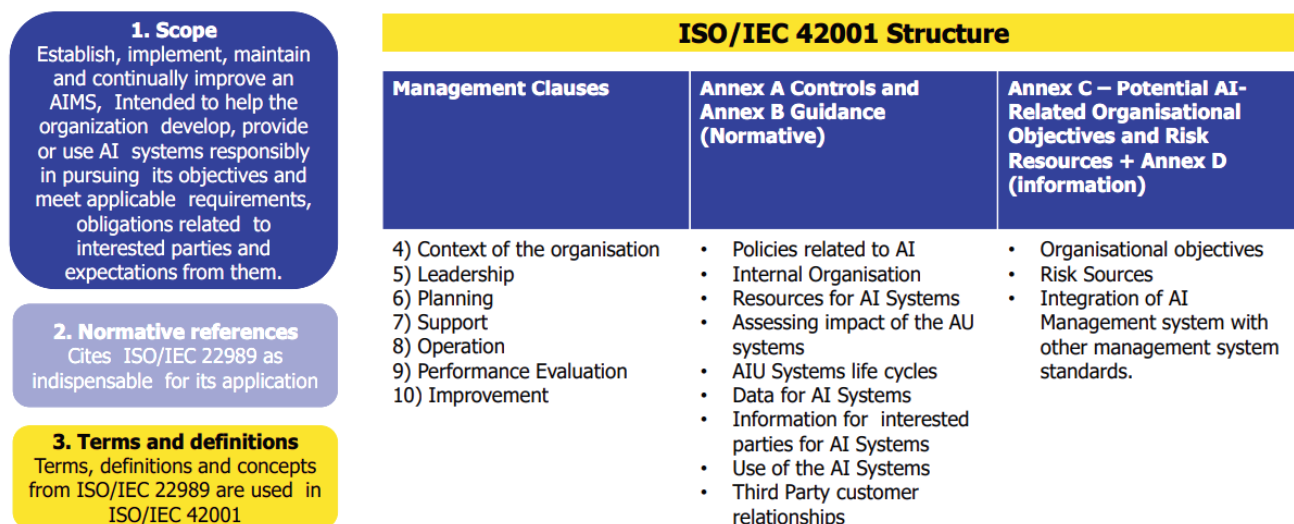 1. Scope
Establish, implement, maintain
and continually improve an
AIMS, Intended to help the
organization develop, provide
or use AI systems responsibly
in pursuing its objectives and
meet applicable requirements,
obligations related to
interested parties and
expectations from them.
2. Normative references
Cites ISO/IEC 22989 as
indispensable for its application
3. Terms and definitions
Terms, definitions and concepts
from ISO/IEC 22989 are used in
ISO/IEC 42001
ISO/IEC 42001 Structure
Management Clauses
4) Context of the organisation
5) Leadership
6) Planning
7) Support
8) Operation
9) Performance Evaluation
10) Improvement
Annex A Controls and
Annex B Guidance
(Normative)
• Policies related to AI
• Internal Organisation
• Resources for AI Systems
• Assessing impact of the AU
systems
• AIU Systems life cycles
• Data for AI Systems
• Information for interested
parties for AI Systems
• Use of the AI Systems
• Third Party customer
relationships
Annex C – Potential AI-
Related Organisational
Objectives and Risk
Resources + Annex D
(information)
• Organisational objectives
• Risk Sources
• Integration of AI
Management system with
other management system
standards.